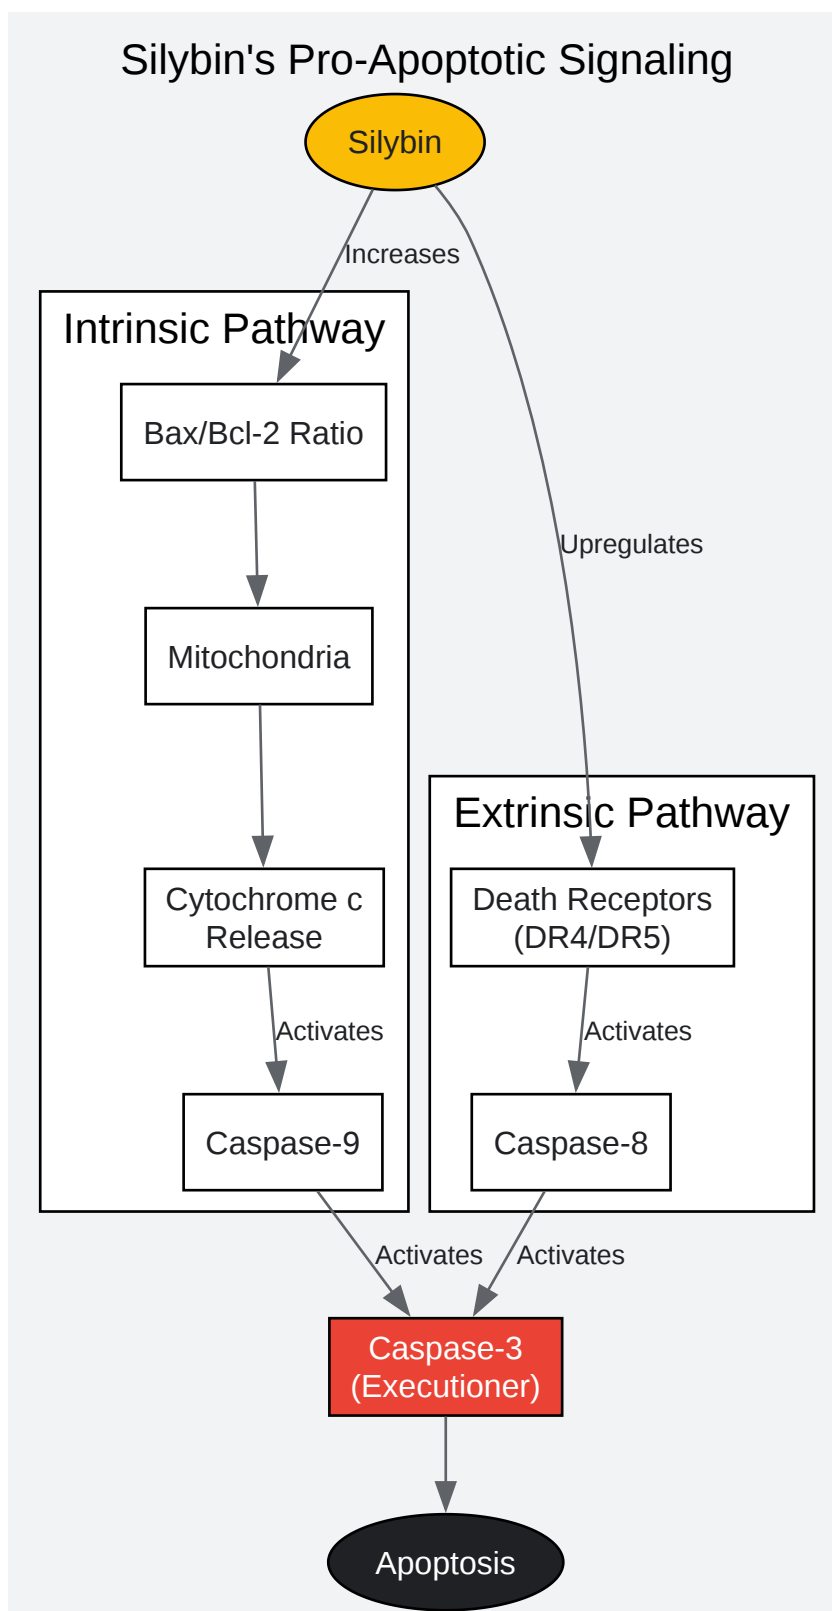 Silybin's Pro-Apoptotic Signaling
Silybin
Increases
Intrinsic Pathway
Bax/Bcl-2 Ratio
Upregulates
Mitochondria
Extrinsic Pathway
Cytochrome c
Release
Death Receptors
(DR4/DR5)
Activates
Activates
Caspase-9
Caspase-8
Activates
Activates
Caspase-3
(Executioner)
Apoptosis